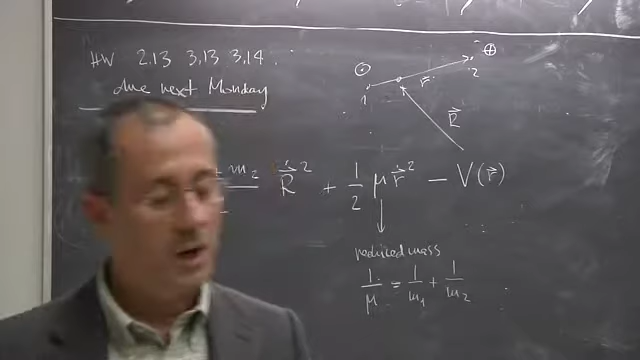 HW 2.13 3.13 3.14
due next Monday
⊙ ⊕
1 r⃗ 2
R⃗
+ m₂ Ṙ⃗² + 1/2 μ ṙ⃗² − V(r⃗)
reduced mass
1/μ = 1/m₁ + 1/m₂